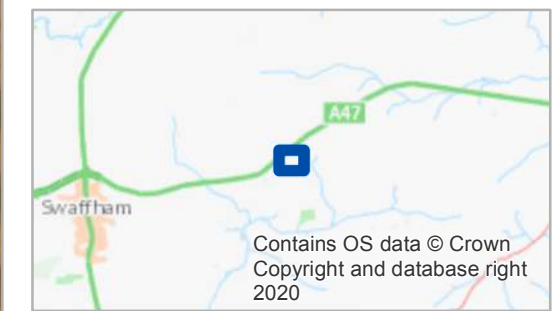 A47
Swaffham
Contains OS data © Crown
Copyright and database right
2020